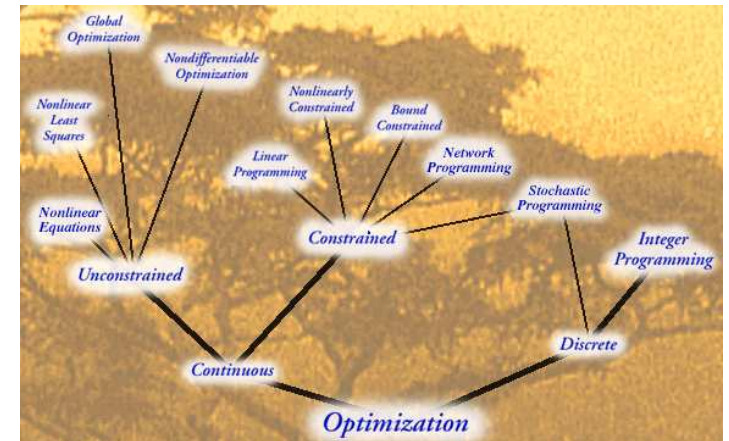 Global
Optimization
Nondifferentiable
Optimization
Nonlinear
Least
Squares
Nonlinearly
Constrained
Bound
Constrained
Linear
Programming
Network
Programming
Stochastic
Programming
Nonlinear
Equations
Constrained
Integer
Programming
Unconstrained
Discrete
Continuous
Optimization